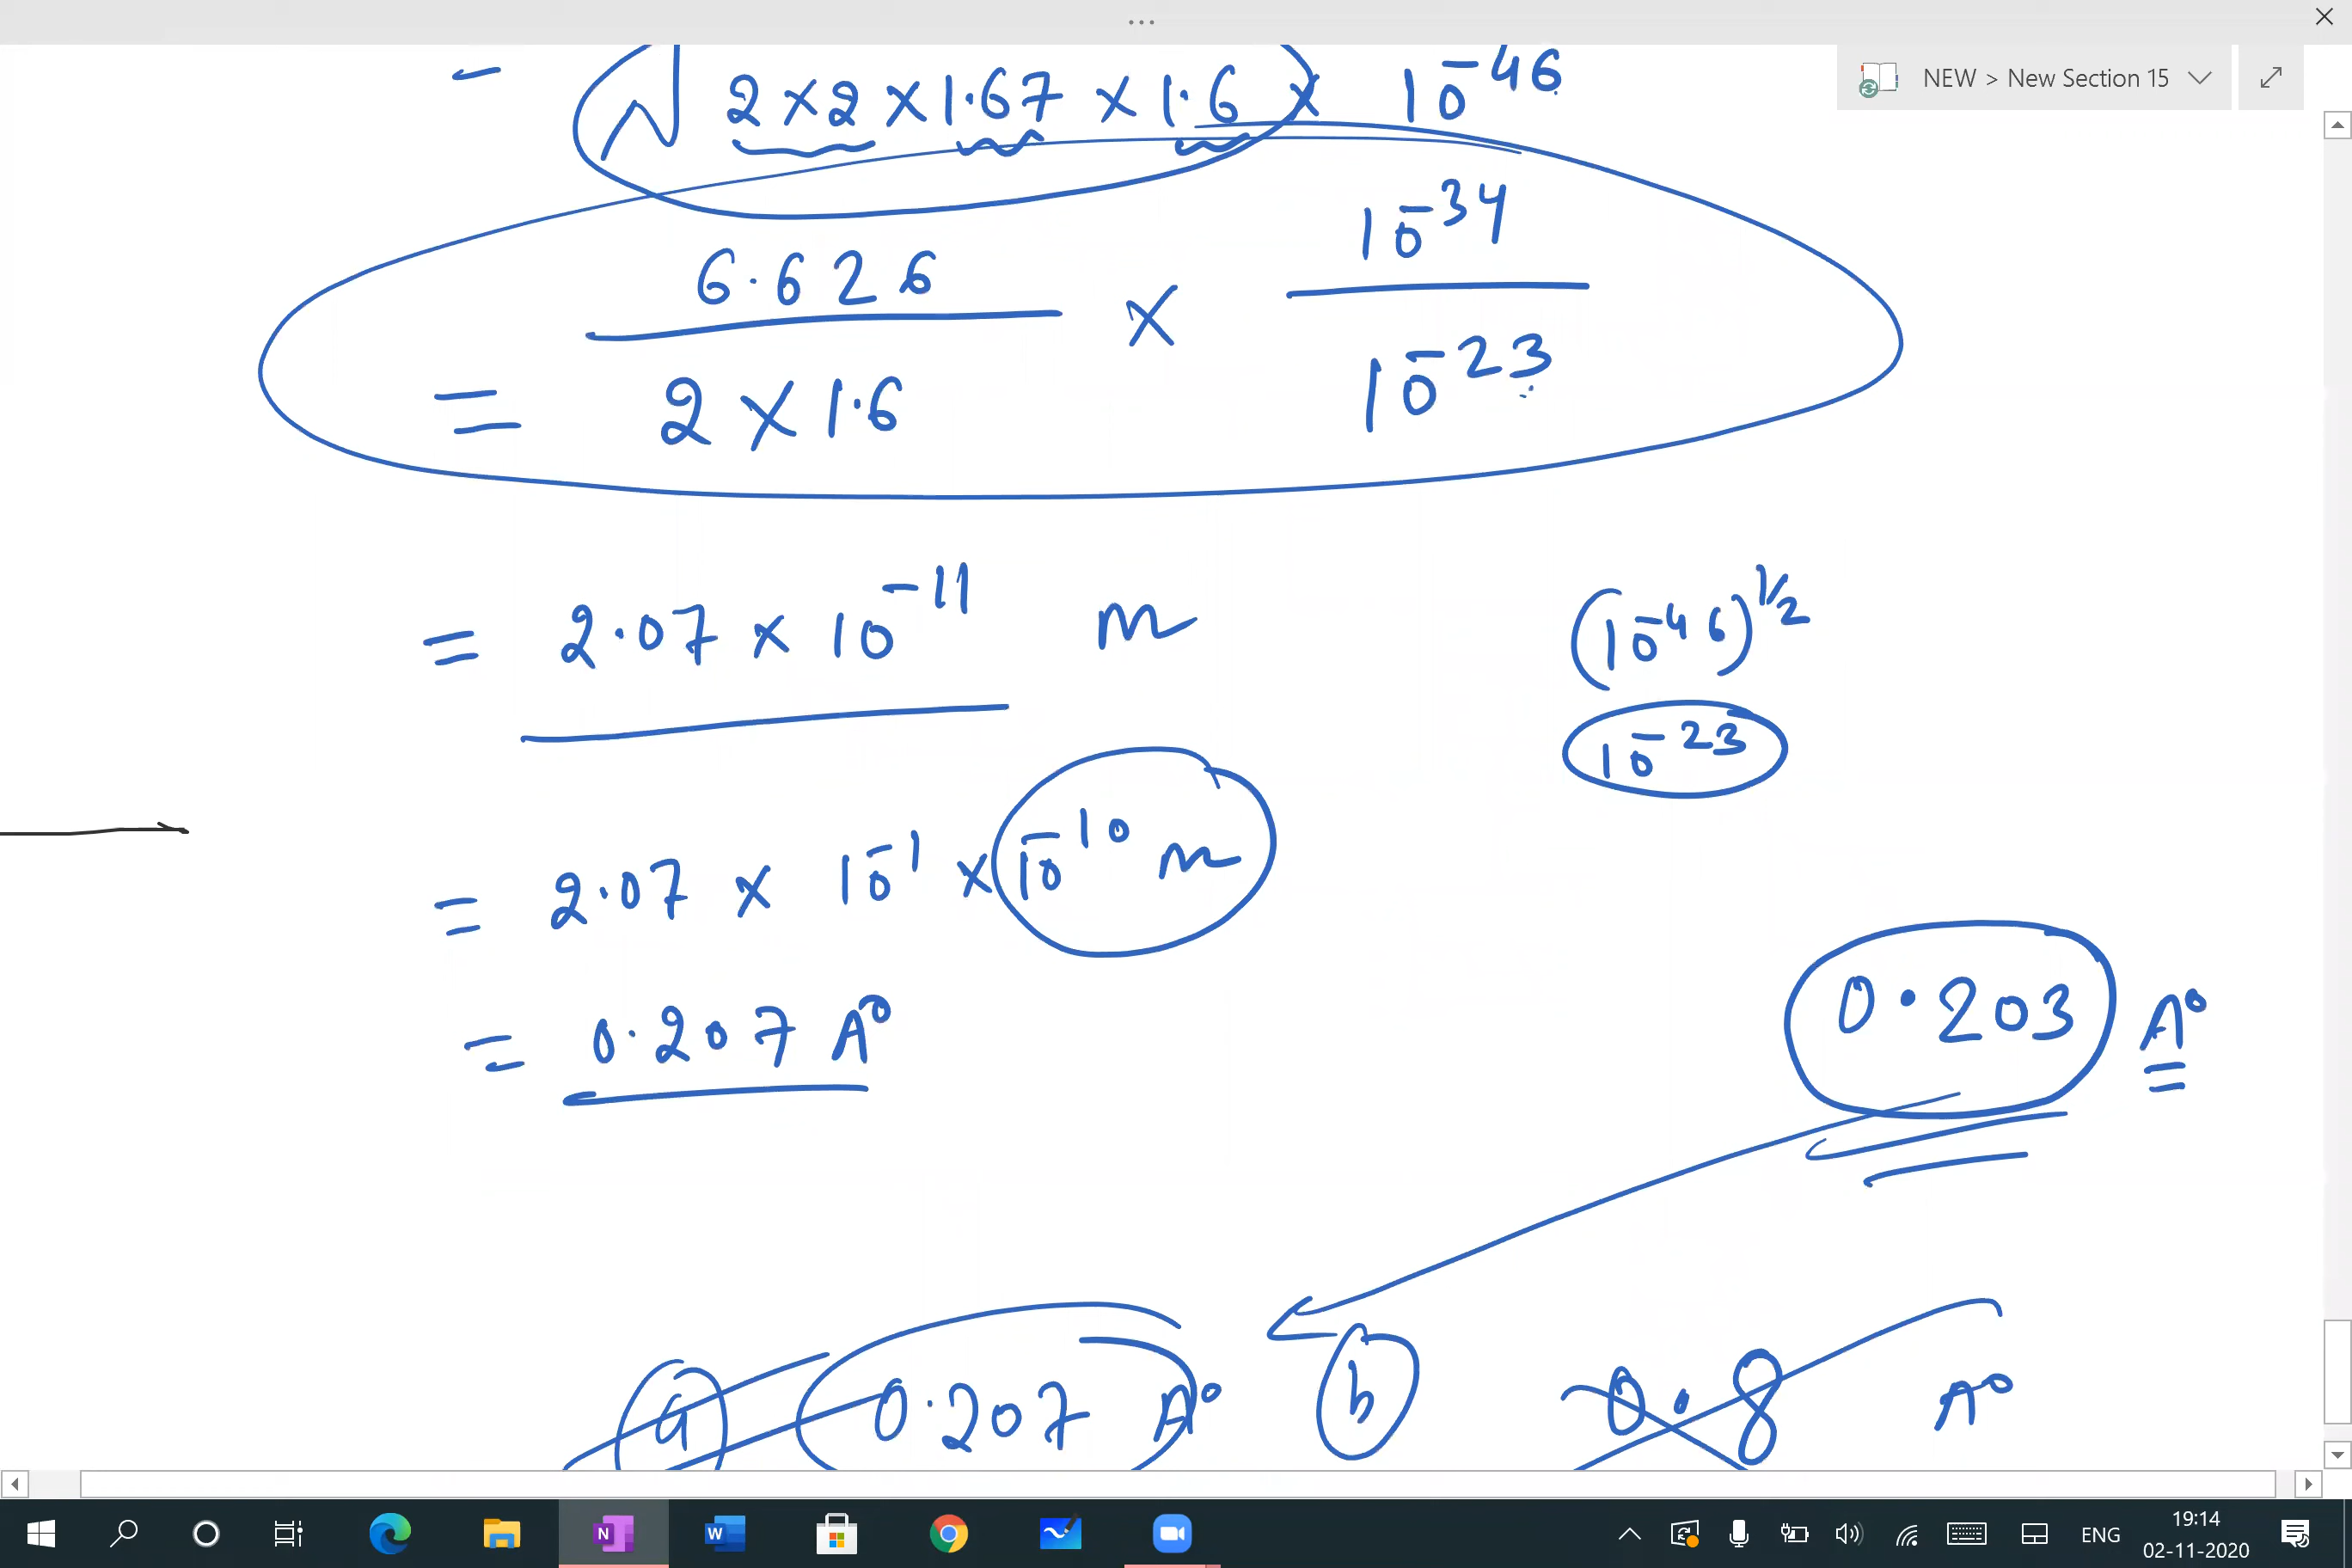 NEW > New Section 15
√ 2 × 2 × 1.67 × 1.6 × 10⁻⁴⁶
= 6.626 / 2 × 1.6 × 10⁻³⁴ / 10⁻²³
= 2.07 × 10⁻¹¹ m
(10⁻⁴⁶)^1/2
10⁻²³
= 2.07 × 10⁻¹ × 10⁻¹⁰ m
= 0.207 A°
0.203 A°
a 0.207 A° b 0.8 A°
ENG
19:14
02-11-2020